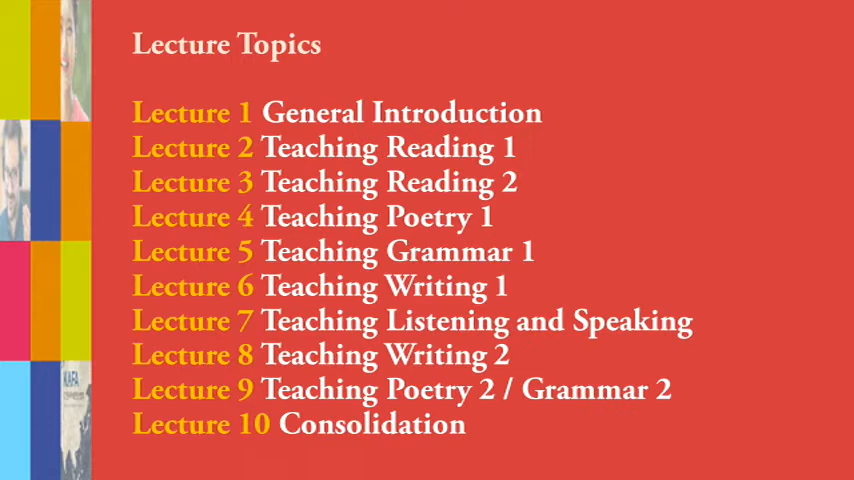 Lecture Topics
Lecture 1 General Introduction
Lecture 2 Teaching Reading 1
Lecture 3 Teaching Reading 2
Lecture 4 Teaching Poetry 1
Lecture 5 Teaching Grammar 1
Lecture 6 Teaching Writing 1
Lecture 7 Teaching Listening and Speaking
Lecture 8 Teaching Writing 2
Lecture 9 Teaching Poetry 2 / Grammar 2
Lecture 10 Consolidation
KAFA